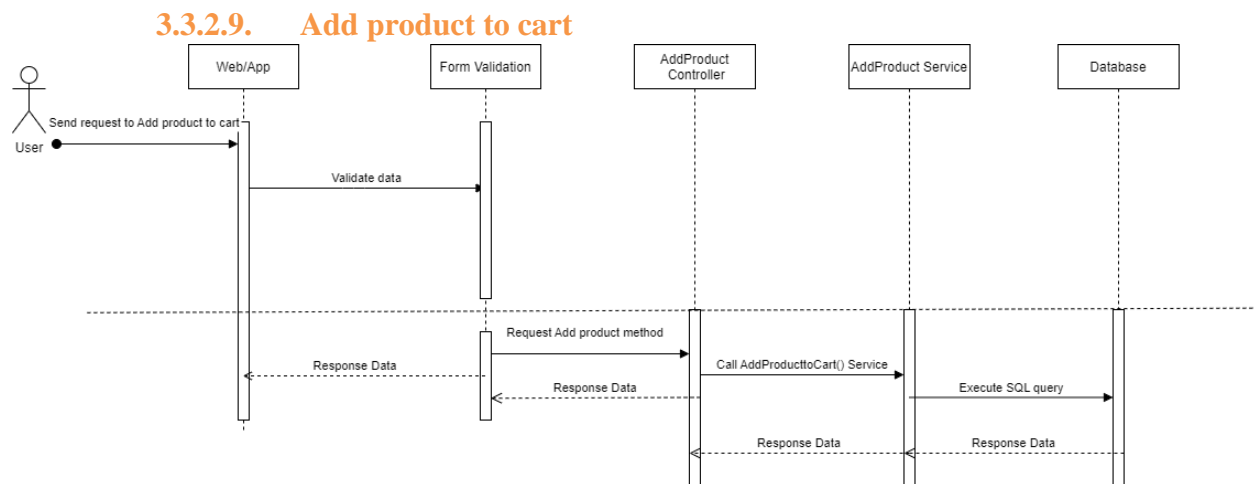 3.3.2.9. Add product to cart
Web/App
Form Validation
AddProduct
Controller
AddProduct Service
Database
Send request to Add product to cart
User
Validate data
Request Add product method
Response Data
Call AddProducttoCart() Service
Response Data
Execute SQL query
Response Data
Response Data